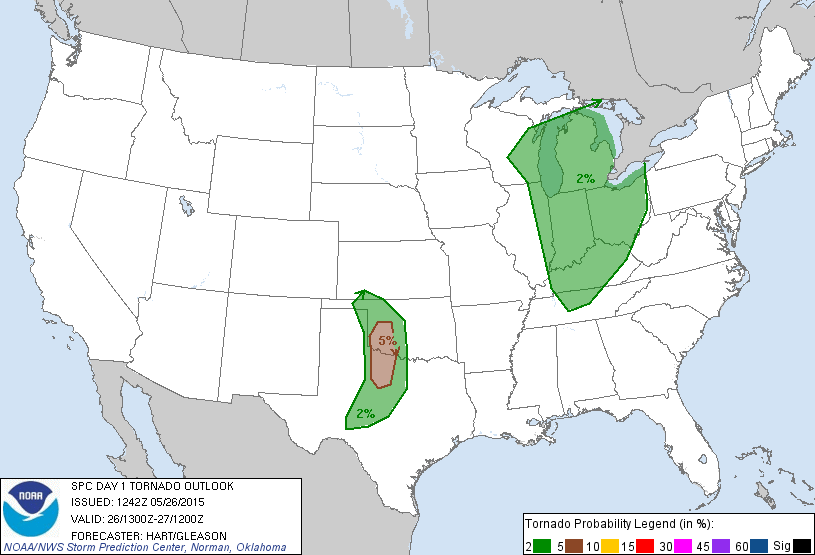 2%
5%
2%
NOAA
SPC DAY 1 TORNADO OUTLOOK
ISSUED: 1242Z 05/26/2015
VALID: 26/1300Z-27/1200Z
FORECASTER: HART/GLEASON
NOAA/NWS Storm Prediction Center, Norman, Oklahoma
Tornado Probability Legend (in %):
2 5 10 15 30 45 60 Sig